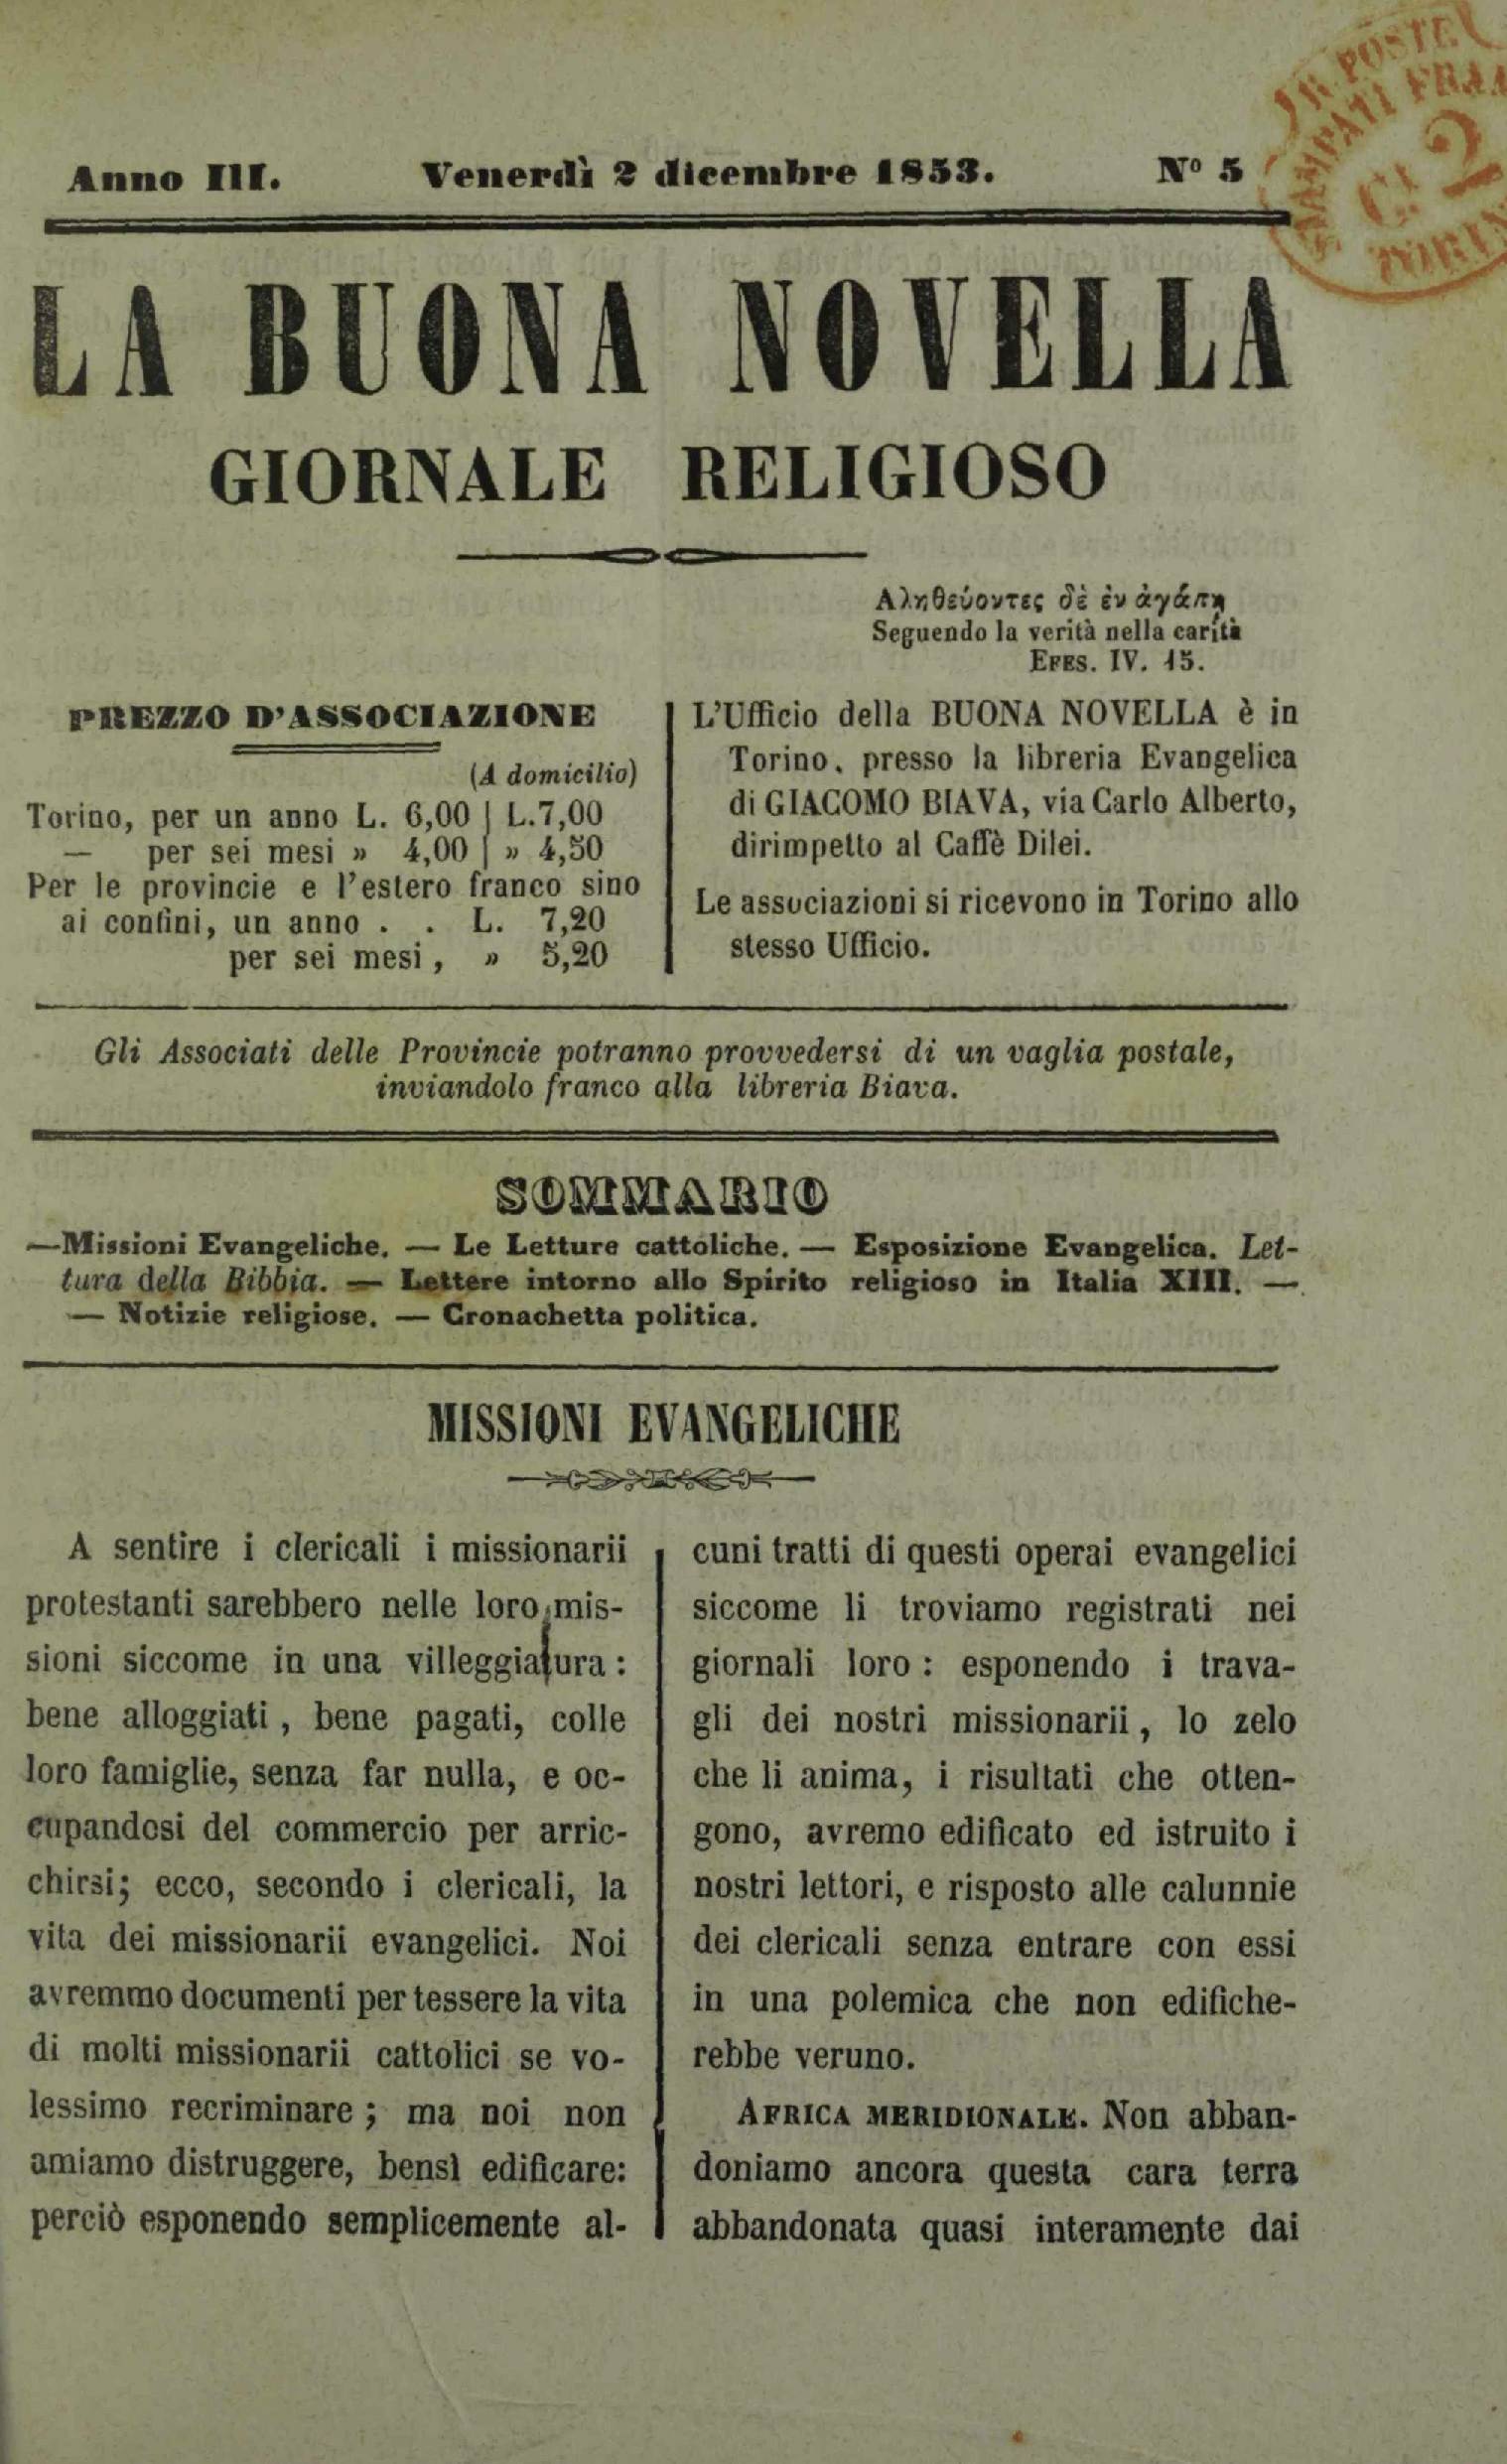 Anno III. Venerdì 2 dicembre 1853. Nº 5
POSTE
STAMPATI FRAN
Ct 2
TORIN
LA BUONA NOVELLA
GIORNALE RELIGIOSO
Αληθεύοντες δὲ ἐν ἀγάπῃ
Seguendo la verità nella carità
EFES. IV. 15.
PREZZO D'ASSOCIAZIONE
(A domicilio)
Torino, per un anno L. 6,00 | L.7,00
— per sei mesi » 4,00 | » 4,50
Per le provincie e l'estero franco sino
ai confini, un anno . . L. 7,20
per sei mesi, » 5,20
L'Ufficio della BUONA NOVELLA è in
Torino, presso la libreria Evangelica
di GIACOMO BIAVA, via Carlo Alberto,
dirimpetto al Caffè Dilei.
Le associazioni si ricevono in Torino allo
stesso Ufficio.
Gli Associati delle Provincie potranno provvedersi di un vaglia postale,
inviandolo franco alla libreria Biava.
SOMMARIO
—Missioni Evangeliche. — Le Letture cattoliche. — Esposizione Evangelica. Let-
tura della Bibbia. — Lettere intorno allo Spirito religioso in Italia XIII. —
— Notizie religiose. — Cronachetta politica.
MISSIONI EVANGELICHE
A sentire i clericali i missionarii
protestanti sarebbero nelle loro mis-
sioni siccome in una villeggiatura :
bene alloggiati, bene pagati, colle
loro famiglie, senza far nulla, e oc-
cupandosi del commercio per arric-
chirsi; ecco, secondo i clericali, la
vita dei missionarii evangelici. Noi
avremmo documenti per tessere la vita
di molti missionarii cattolici se vo-
lessimo recriminare ; ma noi non
amiamo distruggere, bensì edificare:
perciò esponendo semplicemente al-
cuni tratti di questi operai evangelici
siccome li troviamo registrati nei
giornali loro : esponendo i trava-
gli dei nostri missionarii, lo zelo
che li anima, i risultati che otten-
gono, avremo edificato ed istruito i
nostri lettori, e risposto alle calunnie
dei clericali senza entrare con essi
in una polemica che non edifiche-
rebbe veruno.
AFRICA MERIDIONALE. Non abban-
doniamo ancora questa cara terra
abbandonata quasi interamente dai